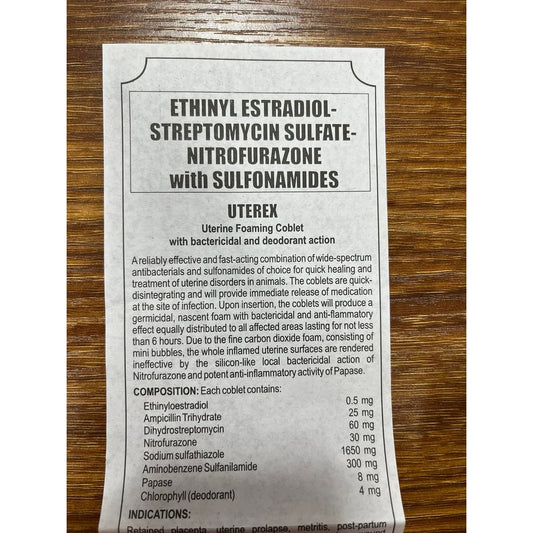 ETHINYL ESTRADIOL-
STREPTOMYCIN SULFATE-
NITROFURAZONE
with SULFONAMIDES
UTEREX
Uterine Foaming Coblet
with bactericidal and deodorant action
A reliably effective and fast-acting combination of wide-spectrum
antibacterials and sulfonamides of choice for quick healing and
treatment of uterine disorders in animals. The coblets are quick-
disintegrating and will provide immediate release of medication
at the site of infection. Upon insertion, the coblets will produce a
germicidal, nascent foam with bactericidal and anti-flammatory
effect equally distributed to all affected areas lasting for not less
than 6 hours. Due to the fine carbon dioxide foam, consisting of
mini bubbles, the whole inflamed uterine surfaces are rendered
ineffective by the silicon-like local bactericidal action of
Nitrofurazone and potent anti-inflammatory activity of Papase.
COMPOSITION: Each coblet contains:
Ethinyloestradiol 0.5 mg
Ampicillin Trihydrate 25 mg
Dihydrostreptomycin 60 mg
Nitrofurazone 30 mg
Sodium sulfathiazole 1650 mg
Aminobenzene Sulfanilamide 300 mg
Papase 8 mg
Chlorophyll (deodorant) 4 mg
INDICATIONS:
Retained placenta, uterine prolapse, metritis, post-partum